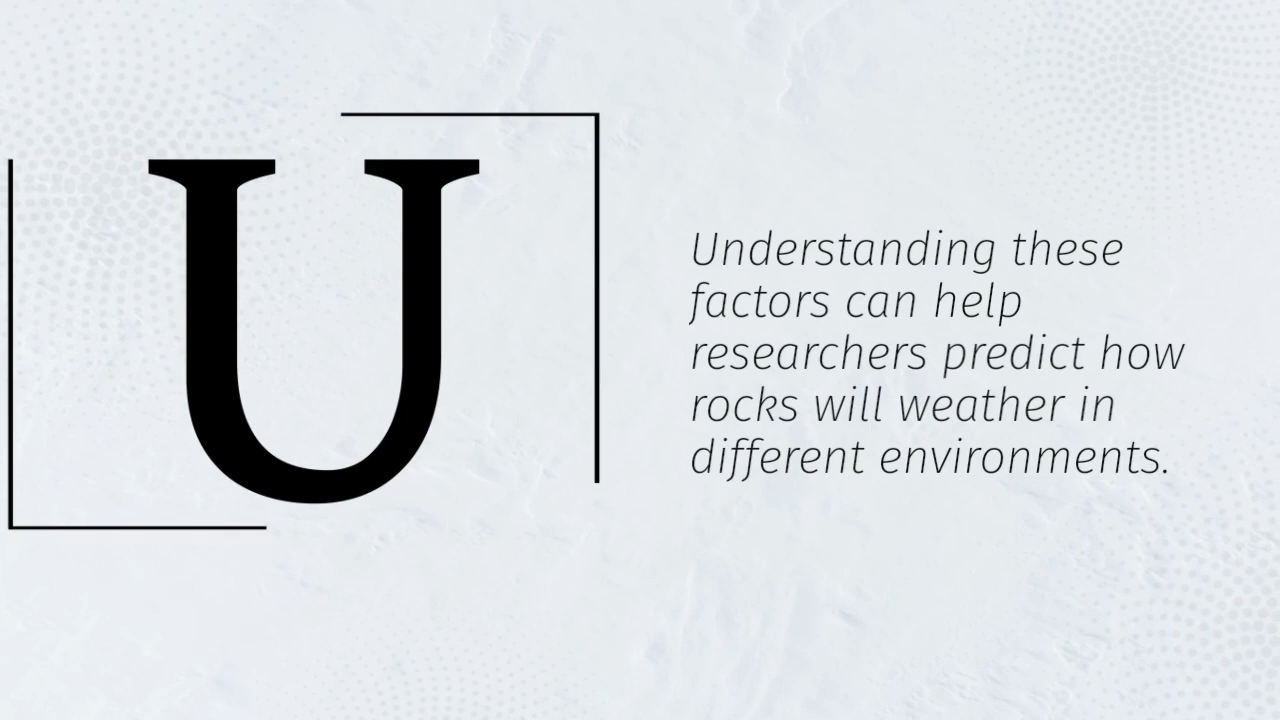 U
Understanding these
factors can help
researchers predict how
rocks will weather in
different environments.